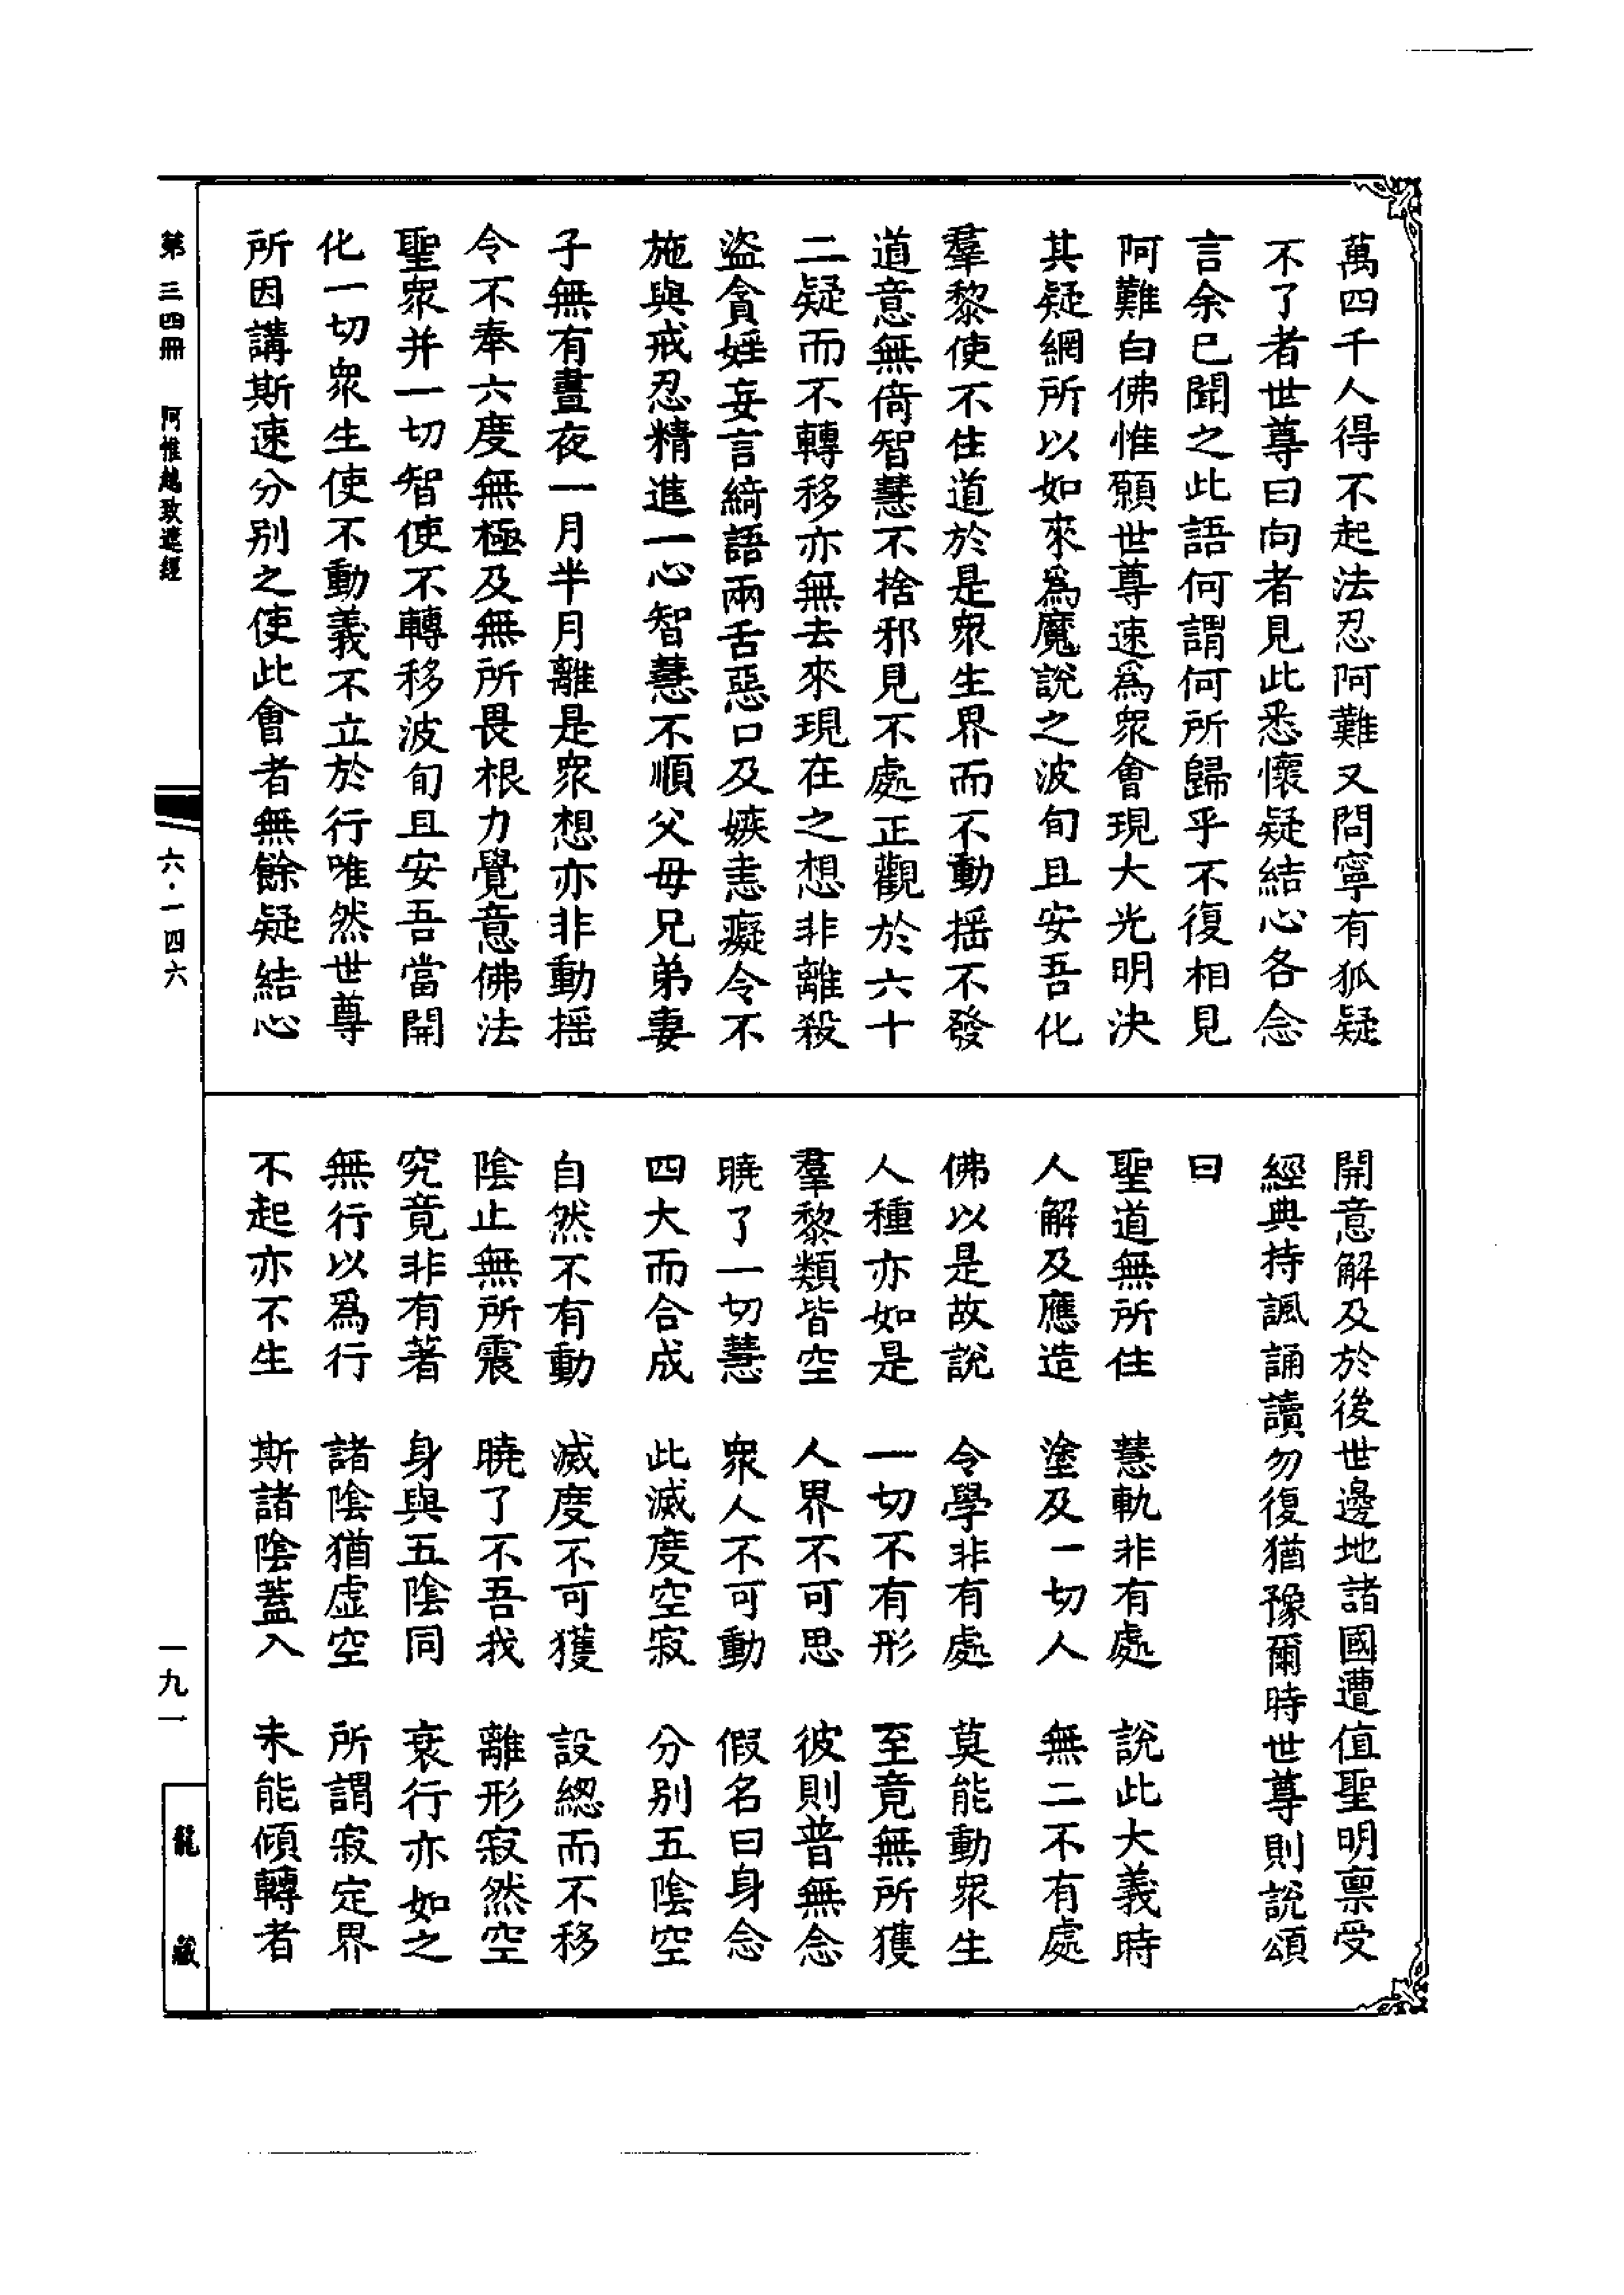 萬四千人得不起法忍阿難又問寧有狐疑
不了者世尊曰向者見此悉懷疑結心各念
言余已聞之此語何謂何所歸乎不復相見
阿難白佛惟願世尊速爲衆會現大光明決
其疑網所以如來爲魔說之波旬且安吾化
羣黎使不住道於是衆生界而不動搖不發
道意無倚智慧不捨邪見不處正觀於六十
二疑而不轉移亦無去來現在之想非離殺
盜貪婬妄言綺語兩舌惡口及嫉恚癡令不
施與戒忍精進一心智慧不順父母兄弟妻
子無有晝夜一月半月離是衆想亦非動搖
令不奉六度無極及無所畏根力覺意佛法
聖衆并一切智使不轉移波旬且安吾當開
化一切衆生使不動義不立於行唯然世尊
所因講斯速分別之使此會者無餘疑結心
開意解及於後世邊地諸國遭值聖明禀受
經典持諷誦讀勿復猶豫爾時世尊則說頌
曰
聖道無所住　慧軌非有處　說此大義時
人解及應造　塗及一切人　無二不有處
佛以是故說　令學非有處　莫能動衆生
人種亦如是　一切不有形　至竟無所獲
羣黎類皆空　人界不可思　彼則普無念
曉了一切慧　衆人不可動　假名曰身念
四大而合成　此滅度空寂　分別五陰空
自然不有動　滅度不可獲　設緫而不移
陰止無所震　曉了不吾我　離形寂然空
究竟非有著　身與五陰同　衰行亦如之
無行以爲行　諸陰猶虛空　所謂寂定界
不起亦不生　斯諸陰蓋入　未能傾轉者
第三四冊　阿惟越致遮經
六·一四六
一九一
龍藏